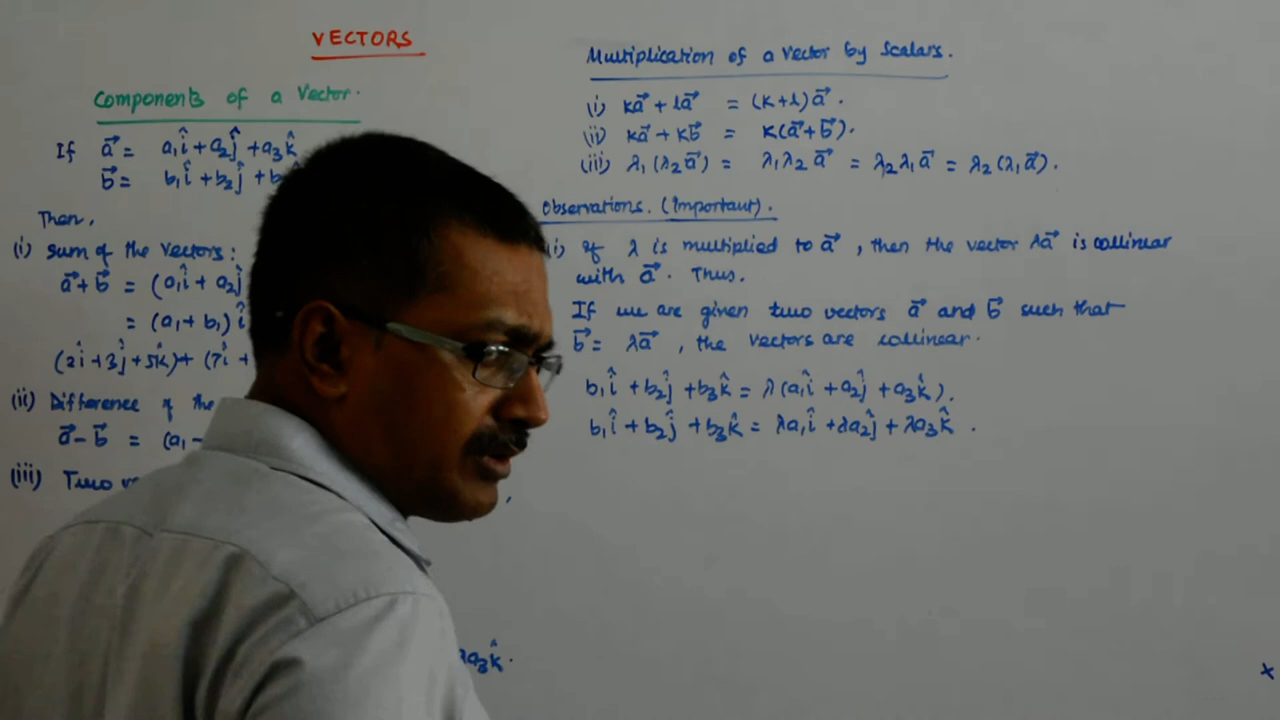 VECTORS
Components of a Vector.
If a⃗ = a₁î + a₂ĵ + a₃k̂
b⃗ = b₁î + b₂ĵ + b
Then,
(i) sum of the vectors:
a⃗ + b⃗ = (a₁î + a₂ĵ
= (a₁ + b₁) î
(2î + 3ĵ + 5k̂) + (7î +
(ii) Difference of the
a⃗ - b⃗ = (a₁ -
(iii) Two
λa₃k̂.
Multiplication of a vector by Scalars.
(i) ka⃗ + la⃗ = (k + l)a⃗.
(ii) ka⃗ + kb⃗ = k(a⃗ + b⃗).
(iii) λ₁(λ₂a⃗) = λ₁λ₂a⃗ = λ₂λ₁a⃗ = λ₂(λ₁a⃗).
Observations. (Important).
(i) If λ is multiplied to a⃗, then the vector λa⃗ is collinear
with a⃗. Thus.
If we are given two vectors a⃗ and b⃗ such that
b⃗ = λa⃗, the vectors are collinear.
b₁î + b₂ĵ + b₃k̂ = λ(a₁î + a₂ĵ + a₃k̂).
b₁î + b₂ĵ + b₃k̂ = λa₁î + λa₂ĵ + λa₃k̂.
x